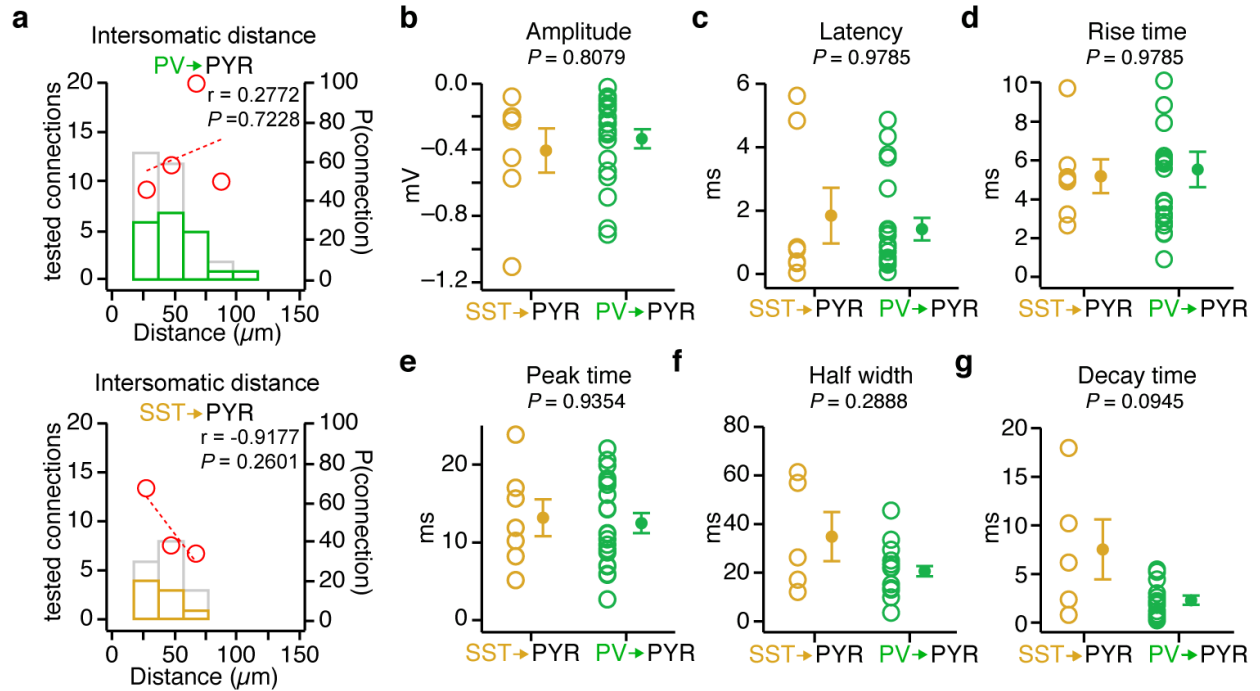 a
Intersomatic distance
PV→PYR
r = 0.2772
P =0.7228
20
15
10
5
0
tested connections
100
80
60
40
20
0
P(connection)
0
50
100
150
Distance (µm)
Intersomatic distance
SST→PYR
r = -0.9177
P = 0.2601
20
15
10
5
0
tested connections
100
80
60
40
20
0
P(connection)
0
50
100
150
Distance (µm)
b
Amplitude
P = 0.8079
0.0
−0.4
−0.8
−1.2
mV
SST→PYR PV→PYR
c
Latency
P = 0.9785
6
4
2
0
ms
SST→PYR PV→PYR
d
Rise time
P = 0.9785
10
8
6
4
2
0
ms
SST→PYR PV→PYR
e
Peak time
P = 0.9354
20
10
0
ms
SST→PYR PV→PYR
f
Half width
P = 0.2888
80
60
40
20
0
ms
SST→PYR PV→PYR
g
Decay time
P = 0.0945
20
15
10
5
0
ms
SST→PYR PV→PYR